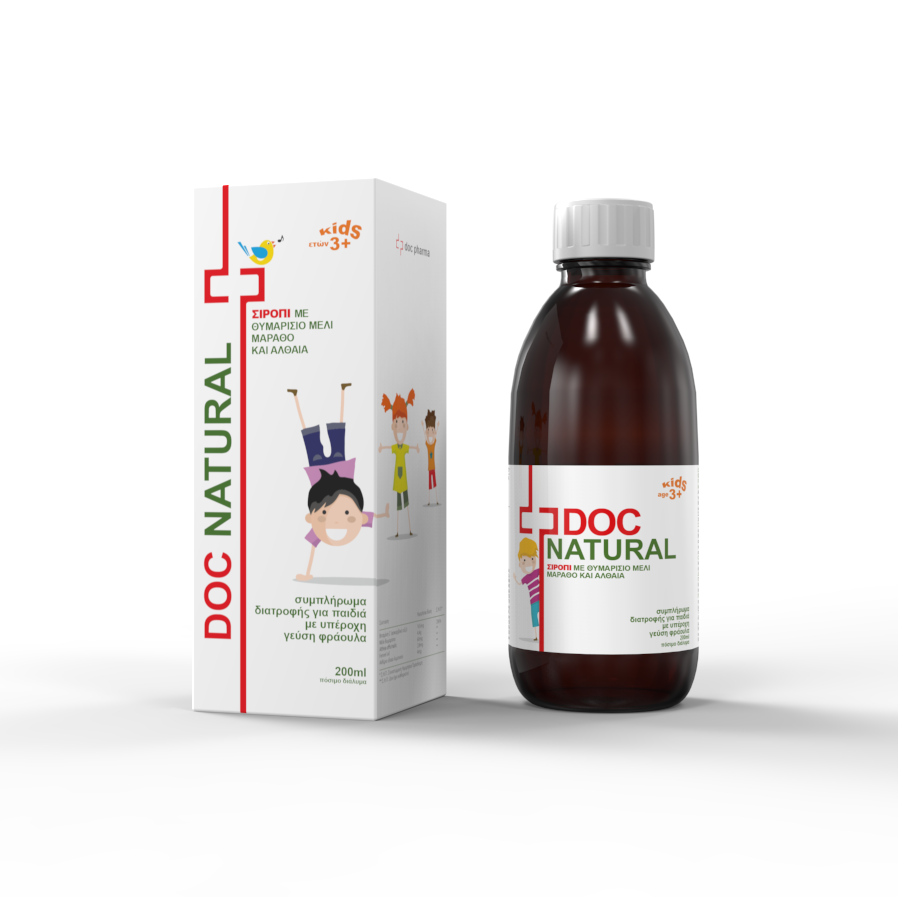 DOC NATURAL
kids
ετών 3+
ΣΙΡΟΠΙ ΜΕ
ΘΥΜΑΡΙΣΙΟ ΜΕΛΙ
ΜΑΡΑΘΟ
ΚΑΙ ΑΛΘΑΙΑ
συμπλήρωμα
διατροφής για παιδιά
με υπέροχη
γεύση φράουλα
200ml
πόσιμο διάλυμα
doc pharma
kids
age 3+
DOC
NATURAL
ΣΙΡΟΠΙ ΜΕ ΘΥΜΑΡΙΣΙΟ ΜΕΛΙ
ΜΑΡΑΘΟ ΚΑΙ ΑΛΘΑΙΑ
συμπλήρωμα
διατροφής για παιδιά
με υπέροχη
γεύση φράουλα
200ml
πόσιμο διάλυμα